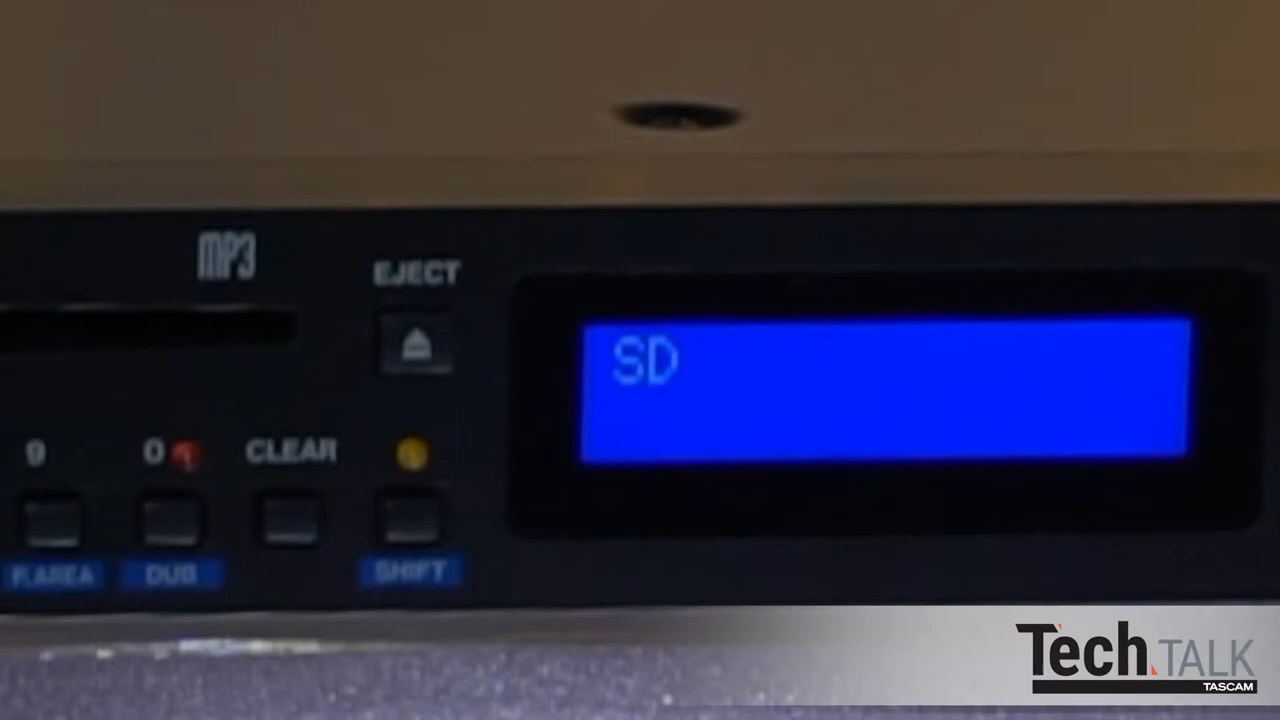 MP3
EJECT
SD
9
0
CLEAR
P.AREA
DUB
SHIFT
Tech.TALK
TASCAM